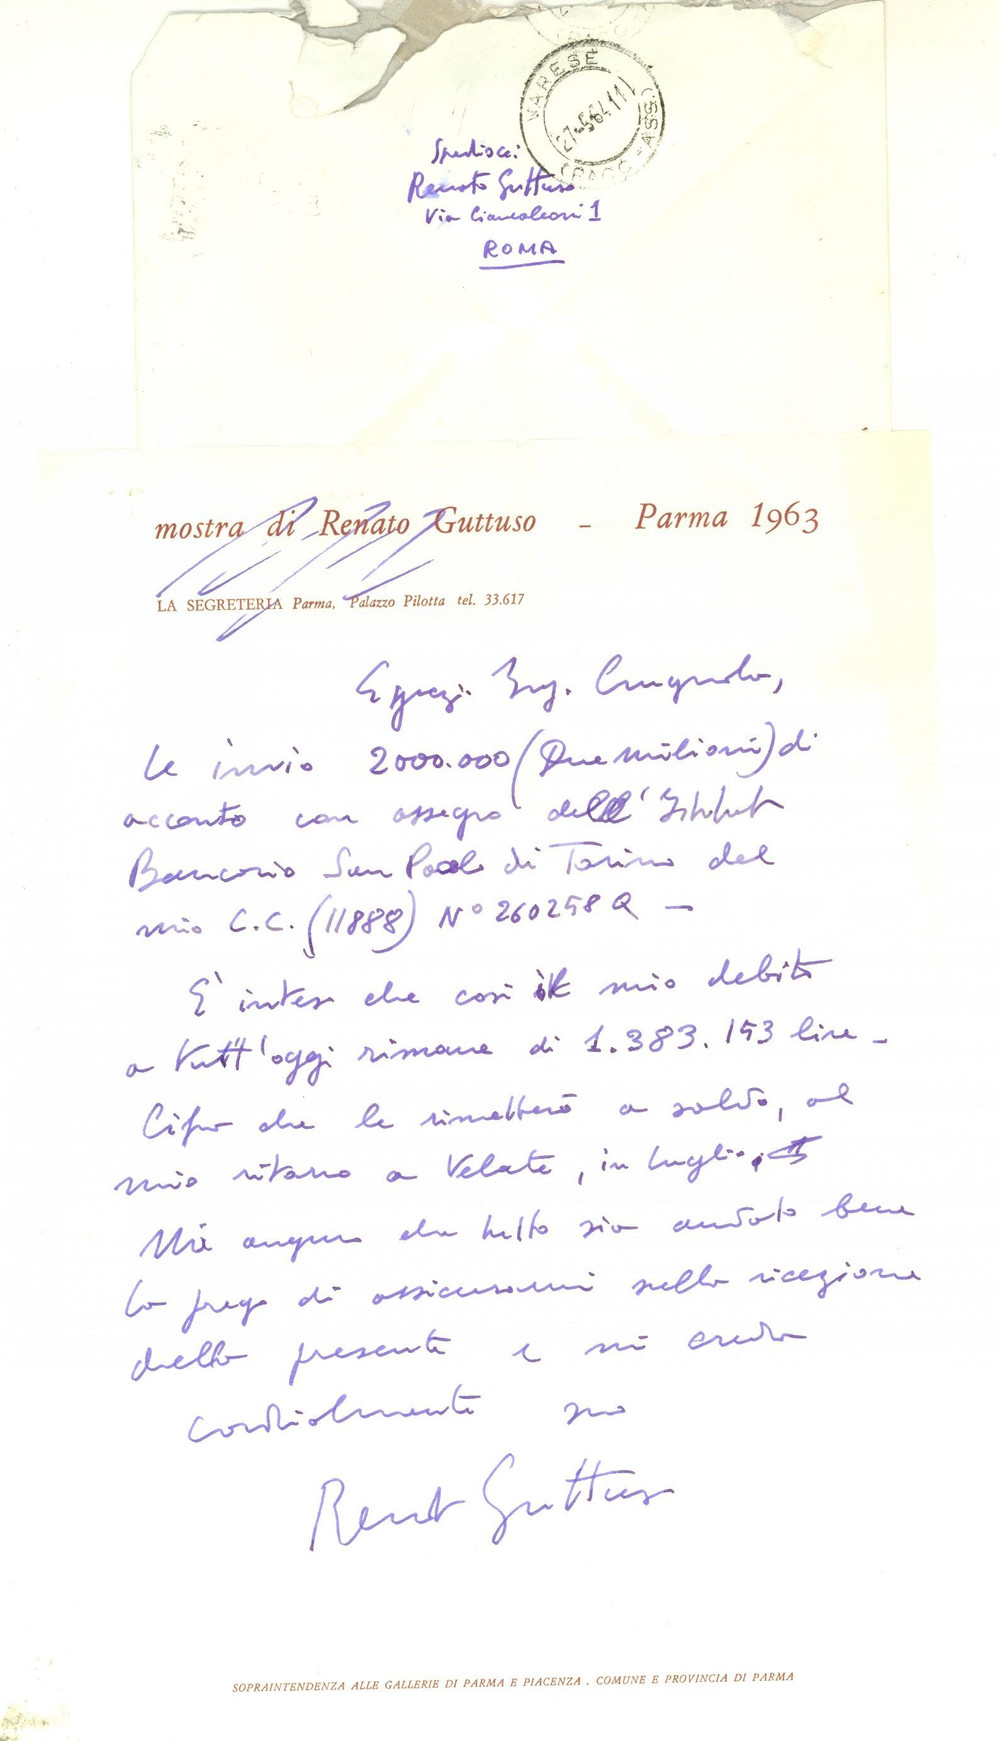 VARESE
27-5-64 11
Spedisce:
Renato Guttuso
Via Ciancaleoni 1
ROMA
mostra di Renato Guttuso - Parma 1963
LA SEGRETERIA Parma, Palazzo Pilotta tel. 33.617
Ing.
Le invio 2000.000 (Due milioni) di
acconto con assegno dell'Istituto
Bancario San Paolo di Torino del
mio C.C. (11888) N° 260258 Q —
È inteso che così il mio debito
a tutt'oggi rimane di 1.383.153 lire -
Cifra che le rimetterò a saldo, al
mio ritorno a Velate, in luglio.
Mi auguro che tutto sia andato bene
La prego di assicurarmi sulla ricezione
della presente e mi creda
cordialmente suo
Renato Guttuso
SOPRAINTENDENZA ALLE GALLERIE DI PARMA E PIACENZA . COMUNE E PROVINCIA DI PARMA